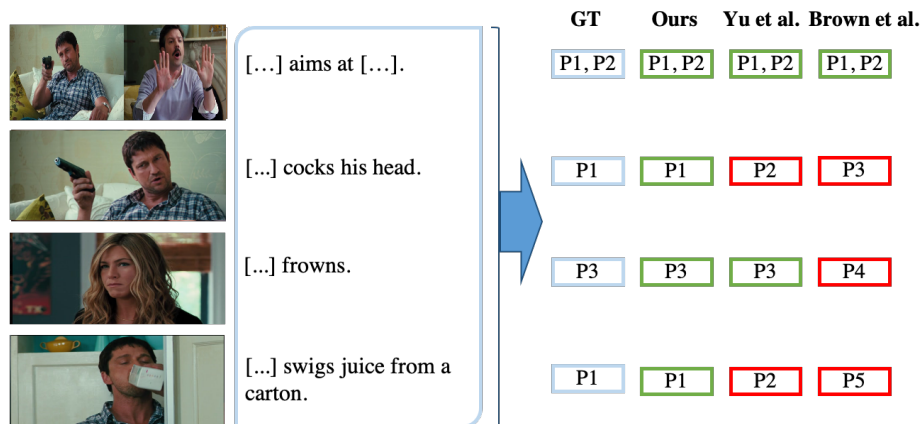 GT Ours Yu et al. Brown et al.
[…] aims at […]. P1, P2 P1, P2 P1, P2 P1, P2
[...] cocks his head. P1 P1 P2 P3
[...] frowns. P3 P3 P3 P4
[...] swigs juice from a P1 P1 P2 P5
carton.